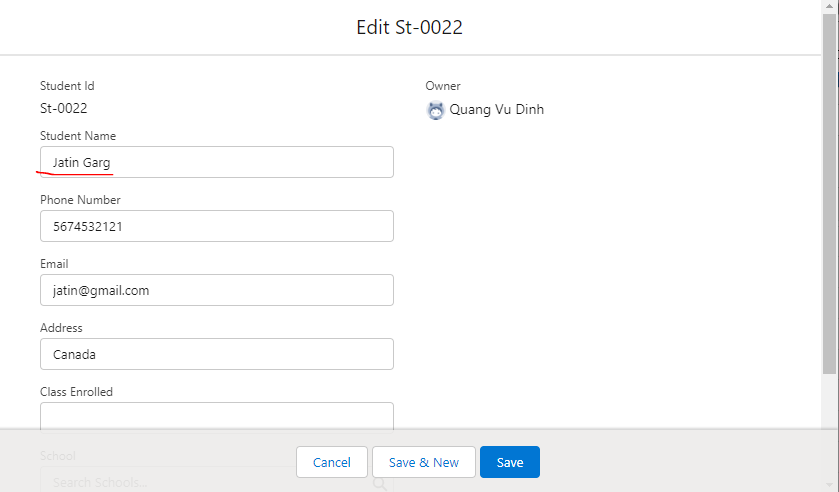 Edit St-0022
Student Id
St-0022
Owner
Quang Vu Dinh
Student Name
Jatin Garg
Phone Number
5674532121
Email
jatin@gmail.com
Address
Canada
Class Enrolled
School
Search Schools...
Cancel
Save & New
Save